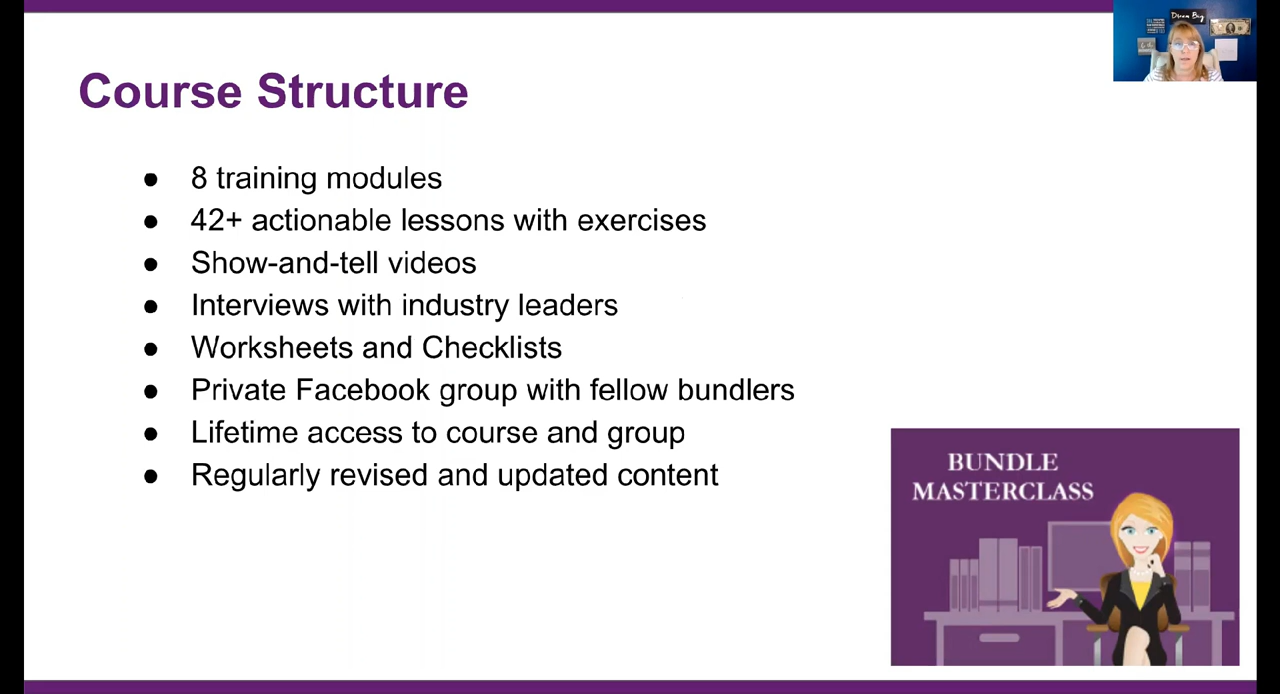 Dream Big
Course Structure
● 8 training modules
● 42+ actionable lessons with exercises
● Show-and-tell videos
● Interviews with industry leaders
● Worksheets and Checklists
● Private Facebook group with fellow bundlers
● Lifetime access to course and group
● Regularly revised and updated content
BUNDLE
MASTERCLASS